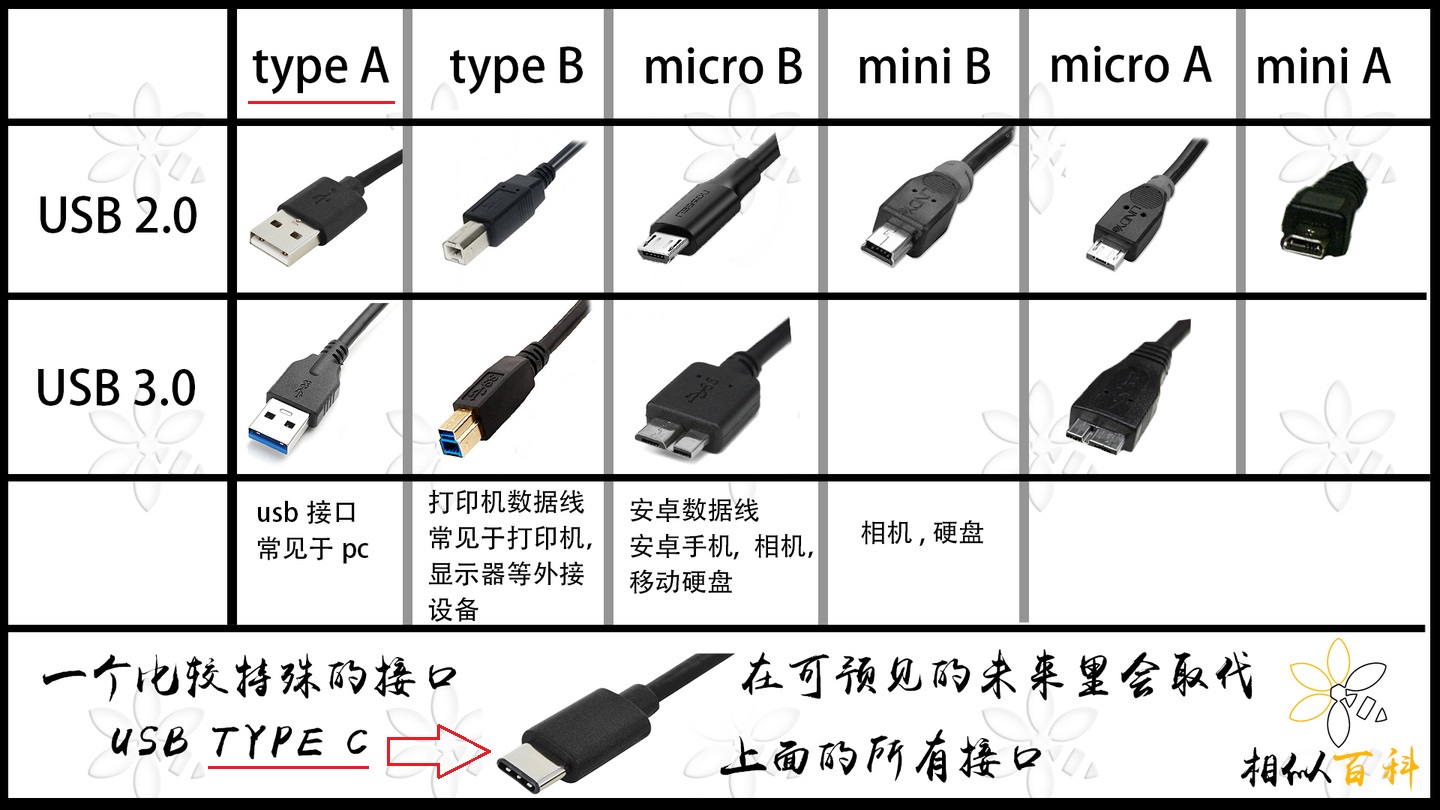 type A
type B
micro B
mini B
micro A
mini A
USB 2.0
USB 3.0
usb 接口
常见于 pc
打印机数据线
常见于打印机,
显示器等外接
设备
安卓数据线
安卓手机, 相机,
移动硬盘
相机 , 硬盘
一个比较特殊的接口
USB TYPE C
在可预见的未来里会取代
上面的所有接口
相似百科